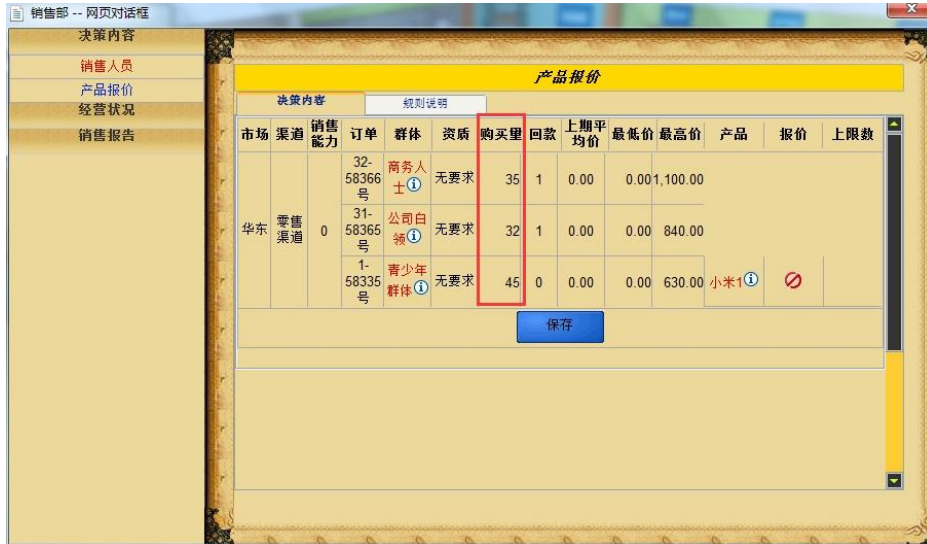 销售部 -- 网页对话框
决策内容
销售人员
产品报价
经营状况
销售报告
产品报价
决策内容
规则说明
市场 渠道 销售能力 订单 群体 资质 购买量 回款 上期平均价 最低价 最高价 产品 报价 上限数
华东 零售渠道 0 32-58366号 商务人士 无要求 35 1 0.00 0.00 1,100.00
31-58365号 公司白领 无要求 32 1 0.00 0.00 840.00
1-58335号 青少年群体 无要求 45 0 0.00 0.00 630.00 小米1
保存